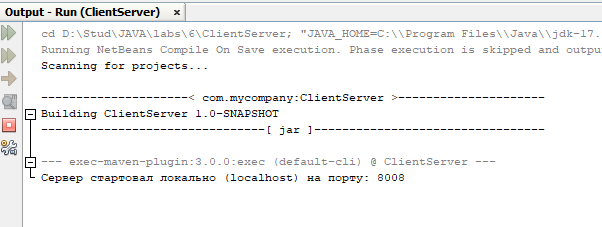 Output - Run (ClientServer) ×
cd D:\Stud\JAVA\labs\6\ClientServer; "JAVA_HOME=C:\\Program Files\\Java\\jdk-17.
Running NetBeans Compile On Save execution. Phase execution is skipped and outpu
Scanning for projects...
---------------------< com.mycompany:ClientServer >---------------------
Building ClientServer 1.0-SNAPSHOT
--------------------------------[ jar ]---------------------------------
--- exec-maven-plugin:3.0.0:exec (default-cli) @ ClientServer ---
Сервер стартовал локально (localhost) на порту: 8008